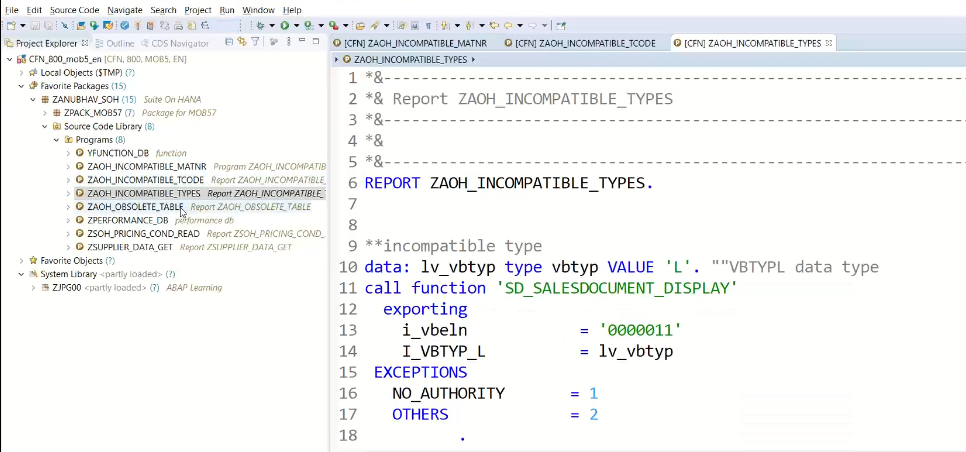 File Edit Source Code Navigate Search Project Run Window Help
Project Explorer Outline CDS Navigator
CFN_800_mob5_en [CFN, 800, MOB5, EN]
Local Objects ($TMP) (?)
Favorite Packages (15)
ZANUBHAV_SOH (15) Suite On HANA
ZPACK_MOB57 (?) Package for MOB57
Source Code Library (8)
Programs (8)
YFUNCTION_DB function
ZAOH_INCOMPATIBLE_MATNR Program ZAOH_INCOMPATIB
ZAOH_INCOMPATIBLE_TCODE Report ZAOH_INCOMPATIBLE_
ZAOH_INCOMPATIBLE_TYPES Report ZAOH_INCOMPATIBLE_T
ZAOH_OBSOLETE_TABLE Report ZAOH_OBSOLETE_TABLE
ZPERFORMANCE_DB performance db
ZSOH_PRICING_COND_READ Report ZSOH_PRICING_COND_
ZSUPPLIER_DATA_GET Report ZSUPPLIER_DATA_GET
Favorite Objects (?)
System Library <partly loaded> (?)
ZJPG00 <partly loaded> (?) ABAP Learning
[CFN] ZAOH_INCOMPATIBLE_MATNR [CFN] ZAOH_INCOMPATIBLE_TCODE [CFN] ZAOH_INCOMPATIBLE_TYPES
ZAOH_INCOMPATIBLE_TYPES
1 *&---------------------------------------------------------------------
2 *& Report ZAOH_INCOMPATIBLE_TYPES
3 *&---------------------------------------------------------------------
4 *&
5 *&---------------------------------------------------------------------
6 REPORT ZAOH_INCOMPATIBLE_TYPES.
7
8
9 **incompatible type
10 data: lv_vbtyp type vbtyp VALUE 'L'. ""VBTYPL data type
11 call function 'SD_SALESDOCUMENT_DISPLAY'
12 exporting
13 i_vbeln = '0000011'
14 I_VBTYP_L = lv_vbtyp
15 EXCEPTIONS
16 NO_AUTHORITY = 1
17 OTHERS = 2
18 .